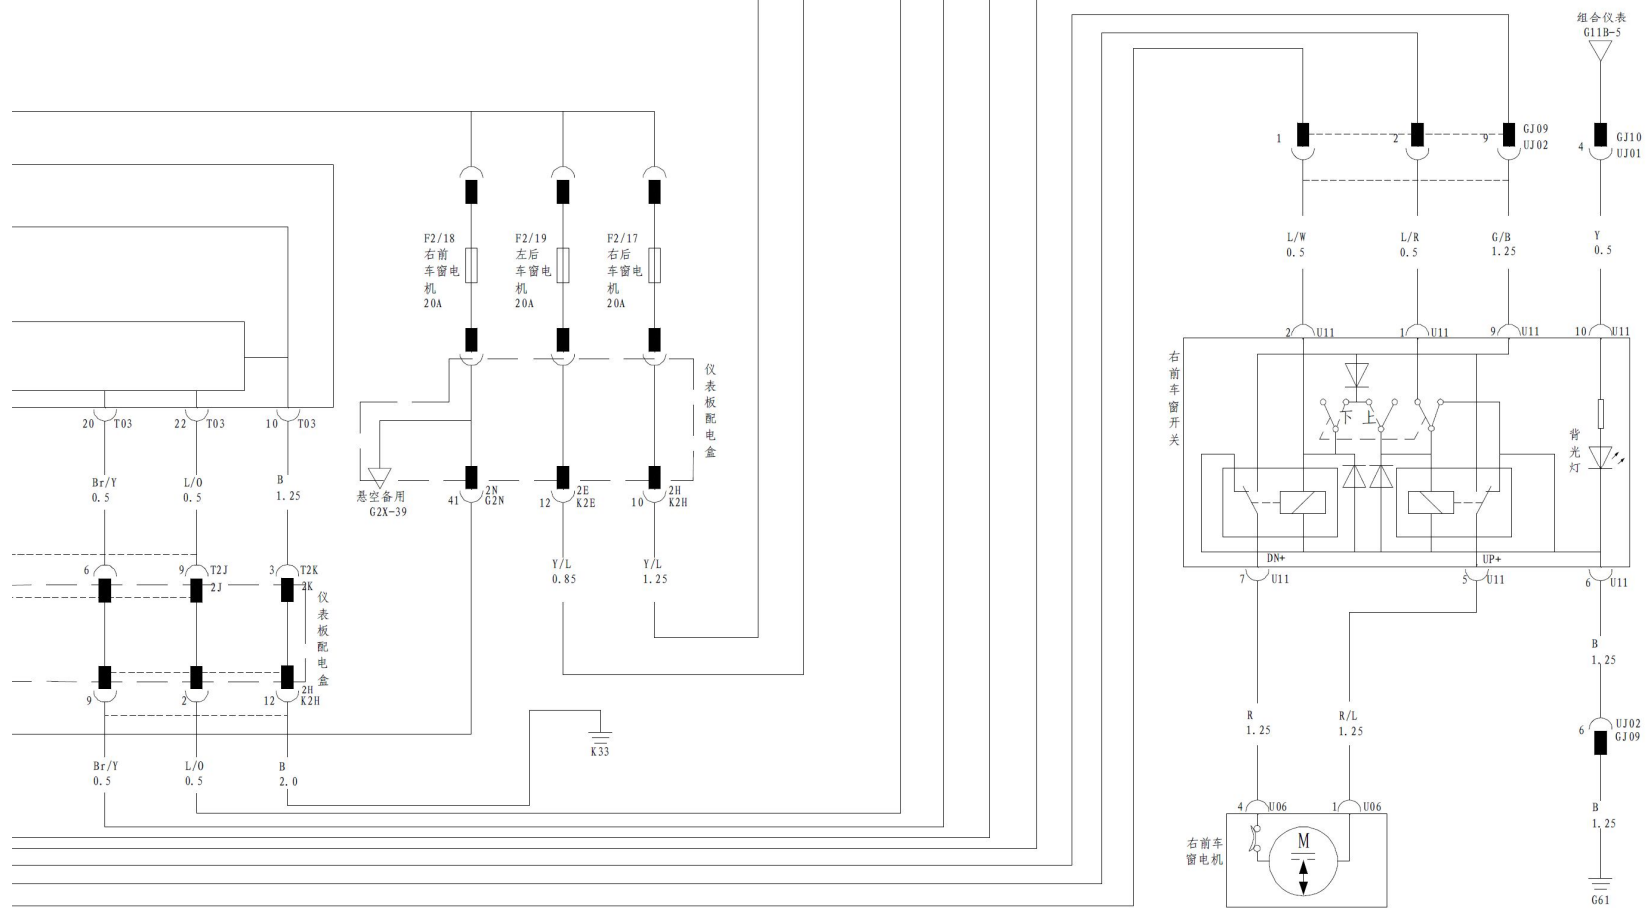 组合仪表
G11B-5
1
2
9
GJ09
UJ02
4
GJ10
UJ01
F2/18
右前
车窗电
机
20A
F2/19
左后
车窗电
机
20A
F2/17
右后
车窗电
机
20A
L/W
0.5
L/R
0.5
G/B
1.25
Y
0.5
2
U11
1
U11
9
U11
10
U11
仪表板配电盒
右前车窗开关
下 上
背光灯
20
T03
22
T03
10
T03
Br/Y
0.5
L/O
0.5
B
1.25
悬空备用
G2X-39
41
2N
G2N
12
2E
K2E
10
2H
K2H
Y/L
0.85
Y/L
1.25
DN+
UP+
7
U11
5
U11
6
U11
6
9
T2J
2J
3
T2K
2K
仪表板配电盒
9
2
12
2H
K2H
B
1.25
R
1.25
R/L
1.25
6
UJ02
GJ09
K33
Br/Y
0.5
L/O
0.5
B
2.0
4
U06
1
U06
B
1.25
右前车
窗电机
M
G61